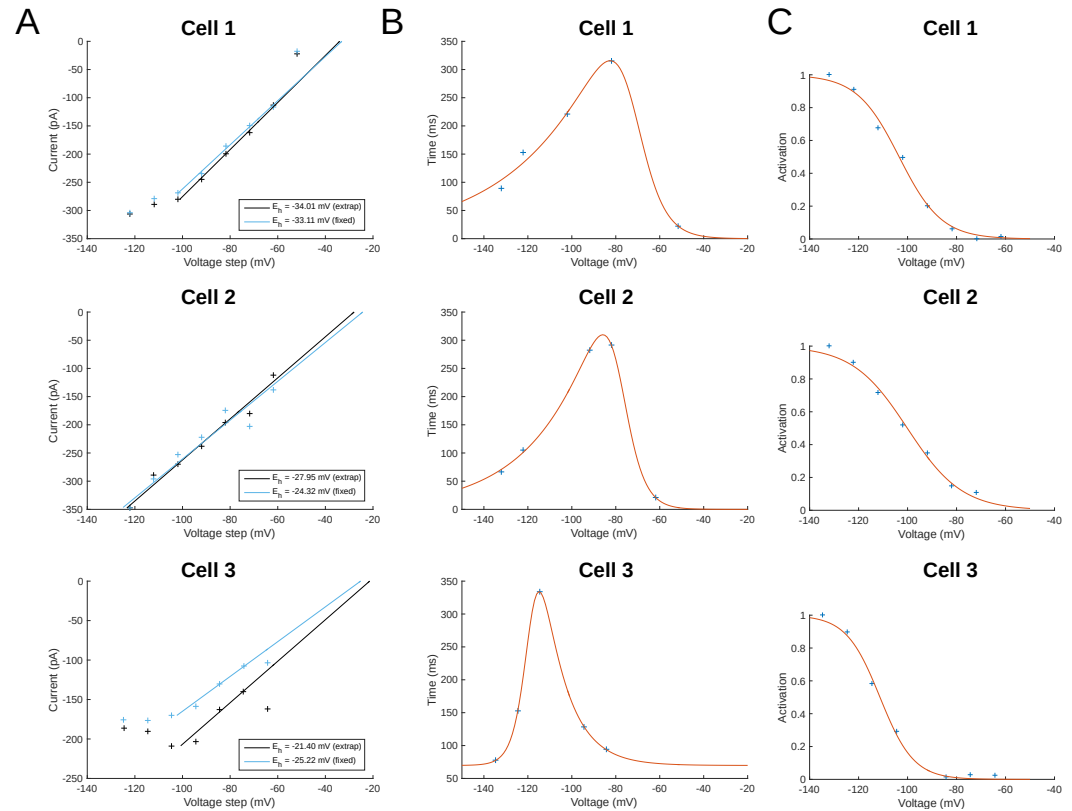 A
B
C
Cell 1
Cell 1
Cell 1
0
-50
-100
-150
-200
-250
-300
-350
Current (pA)
-140 -120 -100 -80 -60 -40 -20
Voltage step (mV)
E_h = -34.01 mV (extrap)
E_h = -33.11 mV (fixed)
350
300
250
200
150
100
50
0
Time (ms)
-140 -120 -100 -80 -60 -40 -20
Voltage (mV)
1
0.8
0.6
0.4
0.2
0
Activation
-140 -120 -100 -80 -60 -40
Voltage (mV)
Cell 2
Cell 2
Cell 2
0
-50
-100
-150
-200
-250
-300
-350
Current (pA)
-140 -120 -100 -80 -60 -40 -20
Voltage step (mV)
E_h = -27.95 mV (extrap)
E_h = -24.32 mV (fixed)
350
300
250
200
150
100
50
0
Time (ms)
-140 -120 -100 -80 -60 -40 -20
Voltage (mV)
1
0.8
0.6
0.4
0.2
0
Activation
-140 -120 -100 -80 -60 -40
Voltage (mV)
Cell 3
Cell 3
Cell 3
0
-50
-100
-150
-200
-250
Current (pA)
-140 -120 -100 -80 -60 -40 -20
Voltage step (mV)
E_h = -21.40 mV (extrap)
E_h = -25.22 mV (fixed)
350
300
250
200
150
100
50
Time (ms)
-140 -120 -100 -80 -60 -40 -20
Voltage (mV)
1
0.8
0.6
0.4
0.2
0
Activation
-140 -120 -100 -80 -60 -40
Voltage (mV)